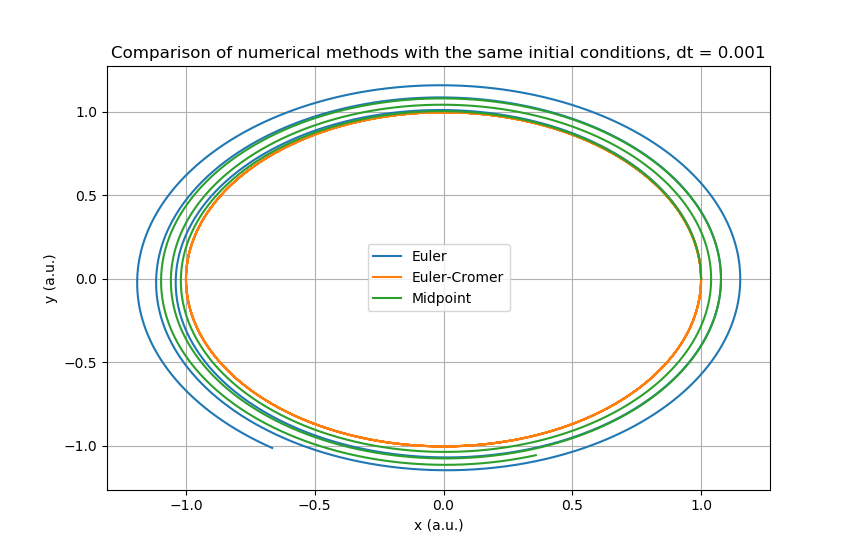 Comparison of numerical methods with the same initial conditions, dt = 0.001
1.0
0.5
0.0
−0.5
−1.0
y (a.u.)
Euler
Euler-Cromer
Midpoint
−1.0 −0.5 0.0 0.5 1.0
x (a.u.)